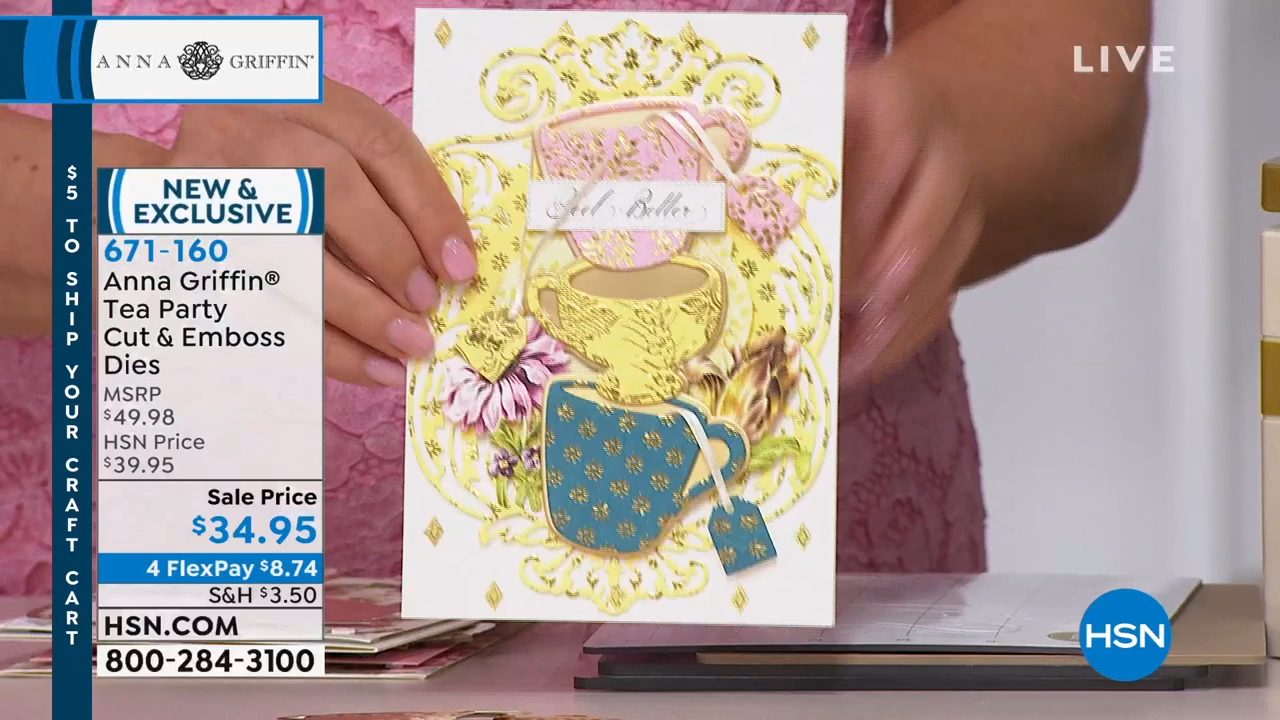 ANNA GRIFFIN®
LIVE
$5 TO SHIP YOUR CRAFT CART
NEW &
EXCLUSIVE
671-160
Anna Griffin®
Tea Party
Cut & Emboss
Dies
MSRP
$49.98
HSN Price
$39.95
Sale Price
$34.95
4 FlexPay $8.74
S&H $3.50
HSN.COM
800-284-3100
Feel Better
HSN